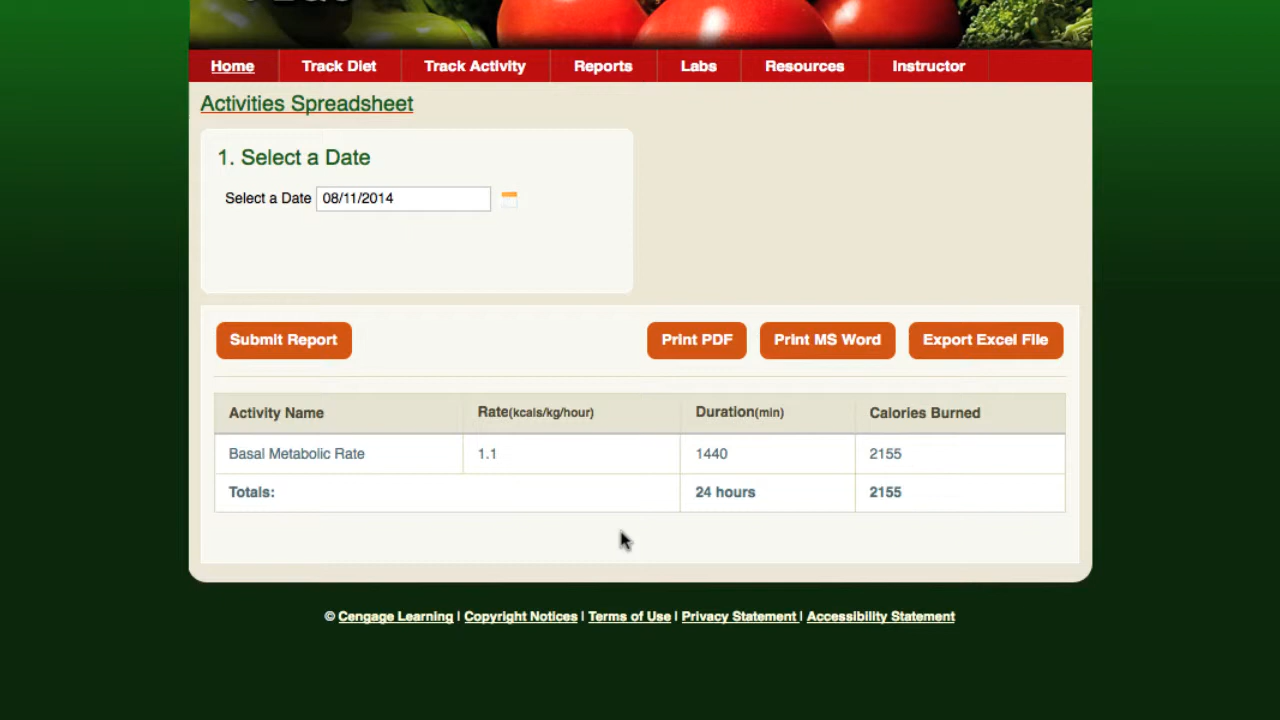 Home Track Diet Track Activity Reports Labs Resources Instructor
Activities Spreadsheet
1. Select a Date
Select a Date 08/11/2014
Submit Report Print PDF Print MS Word Export Excel File
Activity Name Rate(kcals/kg/hour) Duration(min) Calories Burned
Basal Metabolic Rate 1.1 1440 2155
Totals: 24 hours 2155
© Cengage Learning | Copyright Notices | Terms of Use | Privacy Statement | Accessibility Statement